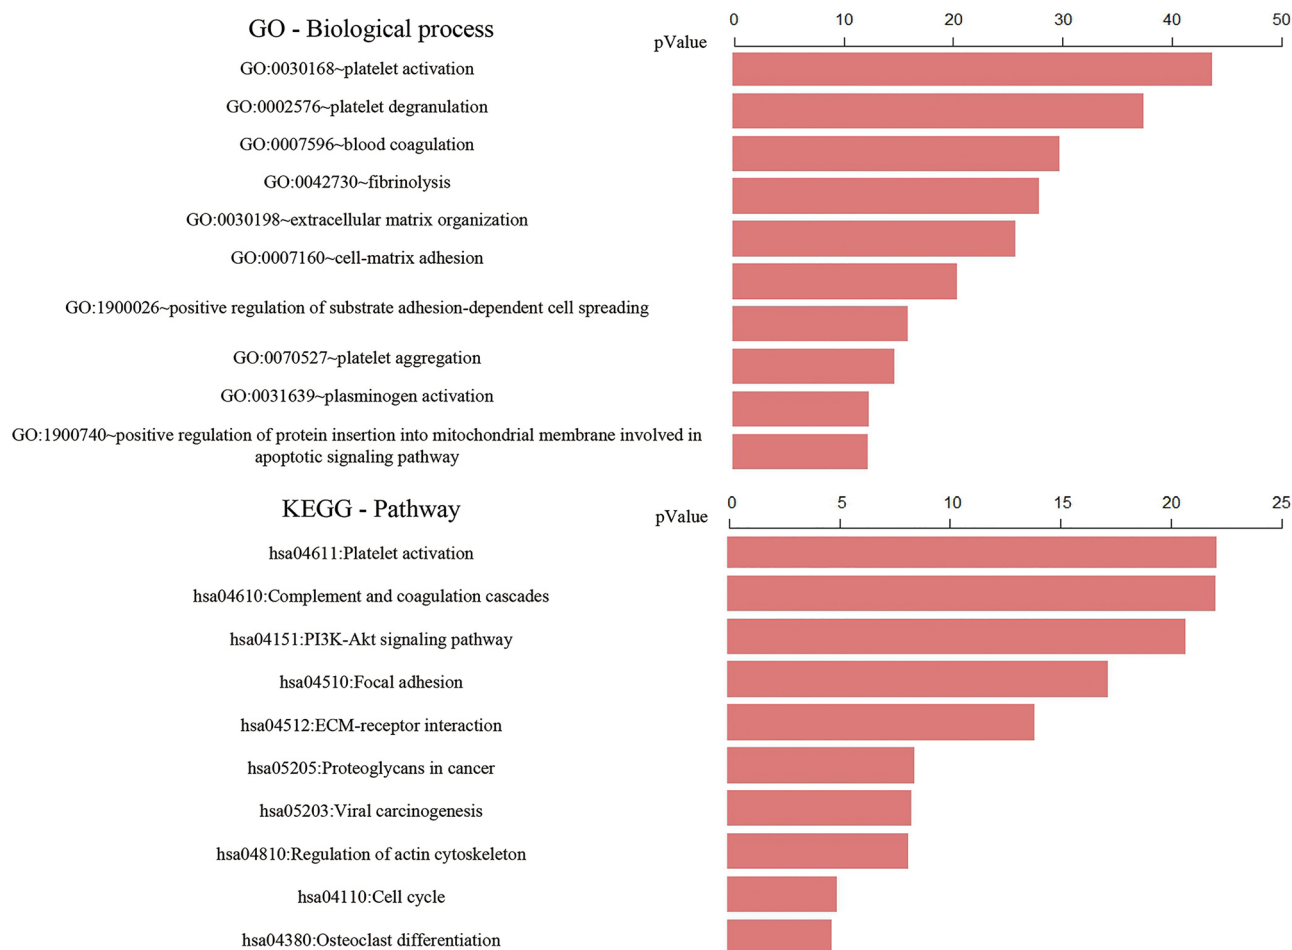 GO - Biological process
pValue
0 10 20 30 40 50
GO:0030168~platelet activation
GO:0002576~platelet degranulation
GO:0007596~blood coagulation
GO:0042730~fibrinolysis
GO:0030198~extracellular matrix organization
GO:0007160~cell-matrix adhesion
GO:1900026~positive regulation of substrate adhesion-dependent cell spreading
GO:0070527~platelet aggregation
GO:0031639~plasminogen activation
GO:1900740~positive regulation of protein insertion into mitochondrial membrane involved in
apoptotic signaling pathway
KEGG - Pathway
pValue
0 5 10 15 20 25
hsa04611:Platelet activation
hsa04610:Complement and coagulation cascades
hsa04151:PI3K-Akt signaling pathway
hsa04510:Focal adhesion
hsa04512:ECM-receptor interaction
hsa05205:Proteoglycans in cancer
hsa05203:Viral carcinogenesis
hsa04810:Regulation of actin cytoskeleton
hsa04110:Cell cycle
hsa04380:Osteoclast differentiation